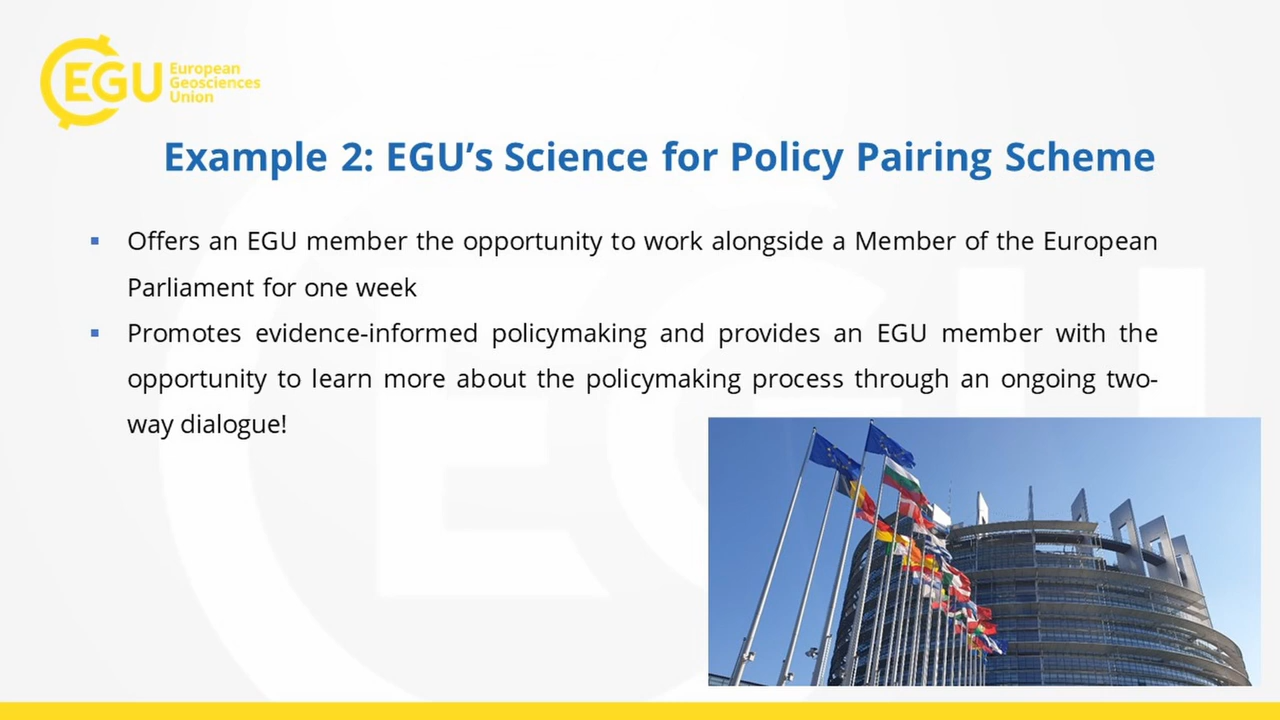 EGU
European
Geosciences
Union
Example 2: EGU’s Science for Policy Pairing Scheme
▪ Offers an EGU member the opportunity to work alongside a Member of the European
Parliament for one week
▪ Promotes evidence-informed policymaking and provides an EGU member with the
opportunity to learn more about the policymaking process through an ongoing two-
way dialogue!